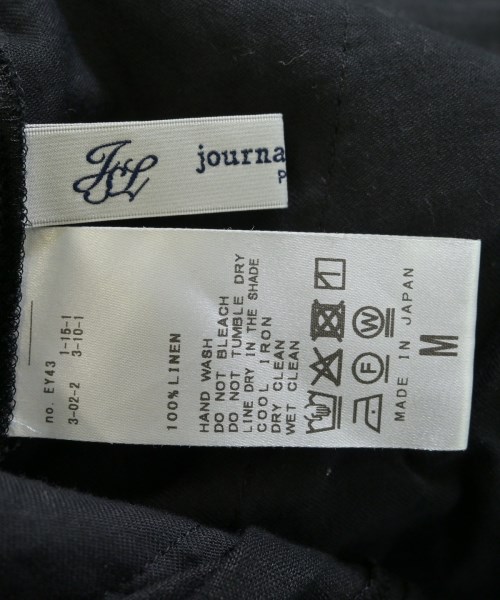 JSL
journa
P
no. EY43 1-15-1
3-02-2 3-10-1
100% LINEN
HAND WASH
DO NOT BLEACH
DO NOT TUMBLE DRY
LINE DRY IN THE SHADE
COOL IRON
DRY CLEAN
WET CLEAN
F W
MADE IN JAPAN
M